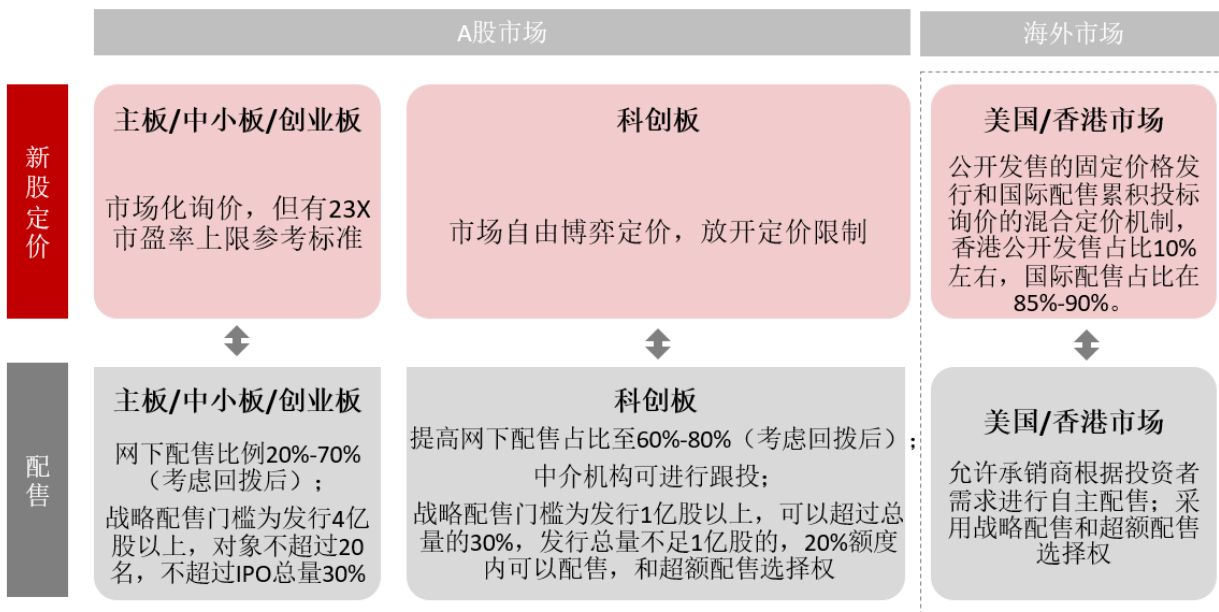 A股市场
海外市场
新股定价
主板/中小板/创业板
市场化询价，但有23X
市盈率上限参考标准
科创板
市场自由博弈定价，放开定价限制
美国/香港市场
公开发售的固定价格发
行和国际配售累积投标
询价的混合定价机制，
香港公开发售占比10%
左右，国际配售占比在
85%-90%。
配售
主板/中小板/创业板
网下配售比例20%-70%
（考虑回拨后）；
战略配售门槛为发行4亿
股以上，对象不超过20
名，不超过IPO总量30%
科创板
提高网下配售占比至60%-80%（考虑回拨后）；
中介机构可进行跟投；
战略配售门槛为发行1亿股以上，可以超过总
量的30%，发行总量不足1亿股的，20%额度
内可以配售，和超额配售选择权
美国/香港市场
允许承销商根据投资者
需求进行自主配售；采
用战略配售和超额配售
选择权